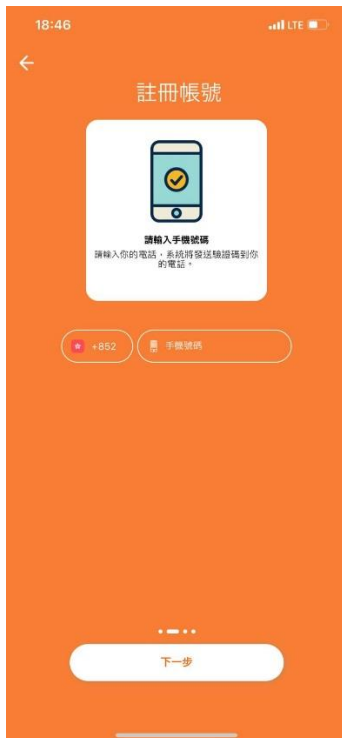 18:46
LTE
註冊帳號
請輸入手機號碼
請輸入你的電話，系統將發送驗證碼到你
的電話。
+852
手機號碼
下一步